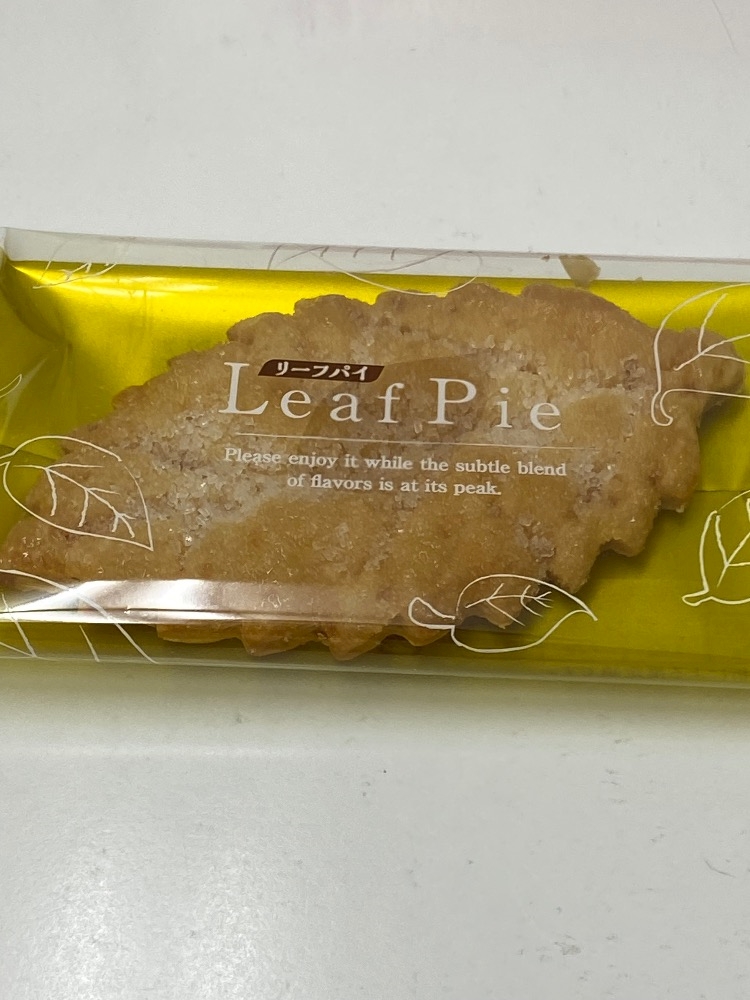 リーフパイ
Leaf Pie
Please enjoy it while the subtle blend
of flavors is at its peak.